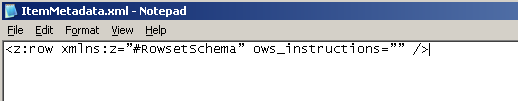 ItemMetadata.xml - Notepad
File Edit Format View Help
<z:row xmlns:z=”#RowsetSchema” ows_instructions=”” />